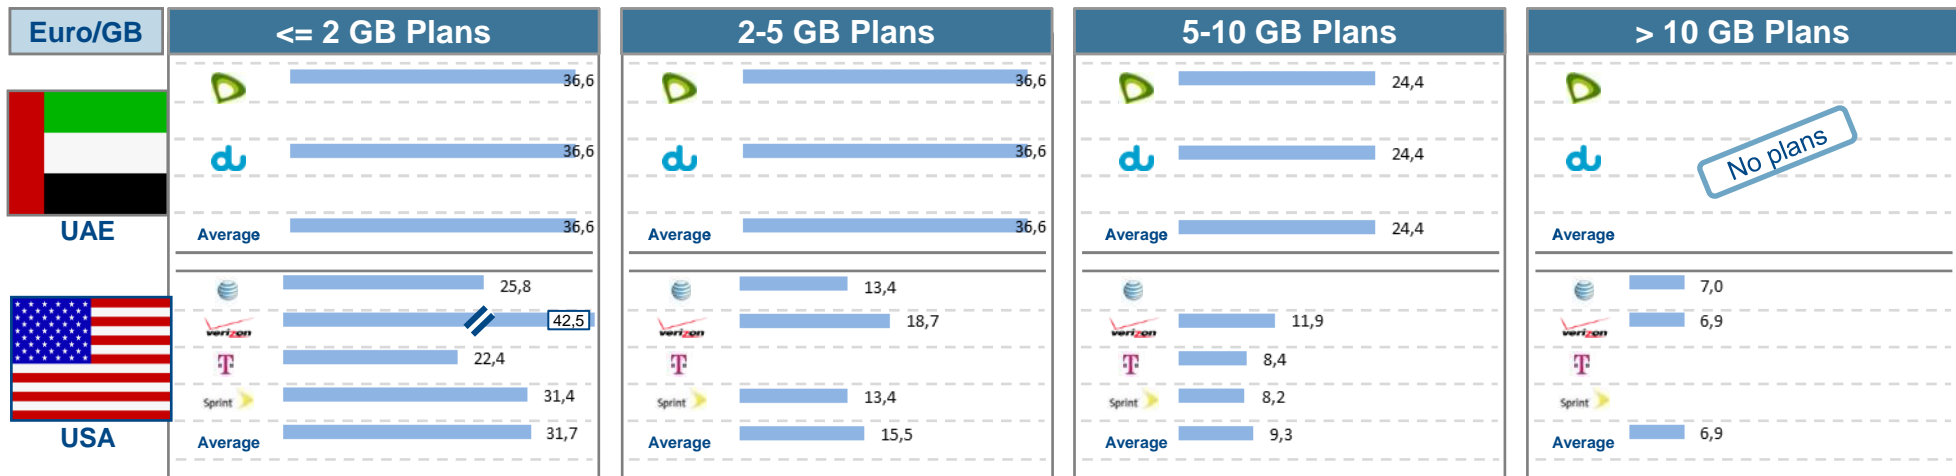 Euro/GB <= 2 GB Plans 2-5 GB Plans 5-10 GB Plans > 10 GB Plans
36,6 36,6 24,4
du 36,6 du 36,6 du 24,4 du No plans
UAE Average 36,6 Average 36,6 Average 24,4 Average
25,8 13,4 7,0
verizon 42,5 verizon 18,7 verizon 11,9 verizon 6,9
T 22,4 T T 8,4 T
Sprint 31,4 Sprint 13,4 Sprint 8,2 Sprint
USA Average 31,7 Average 15,5 Average 9,3 Average 6,9